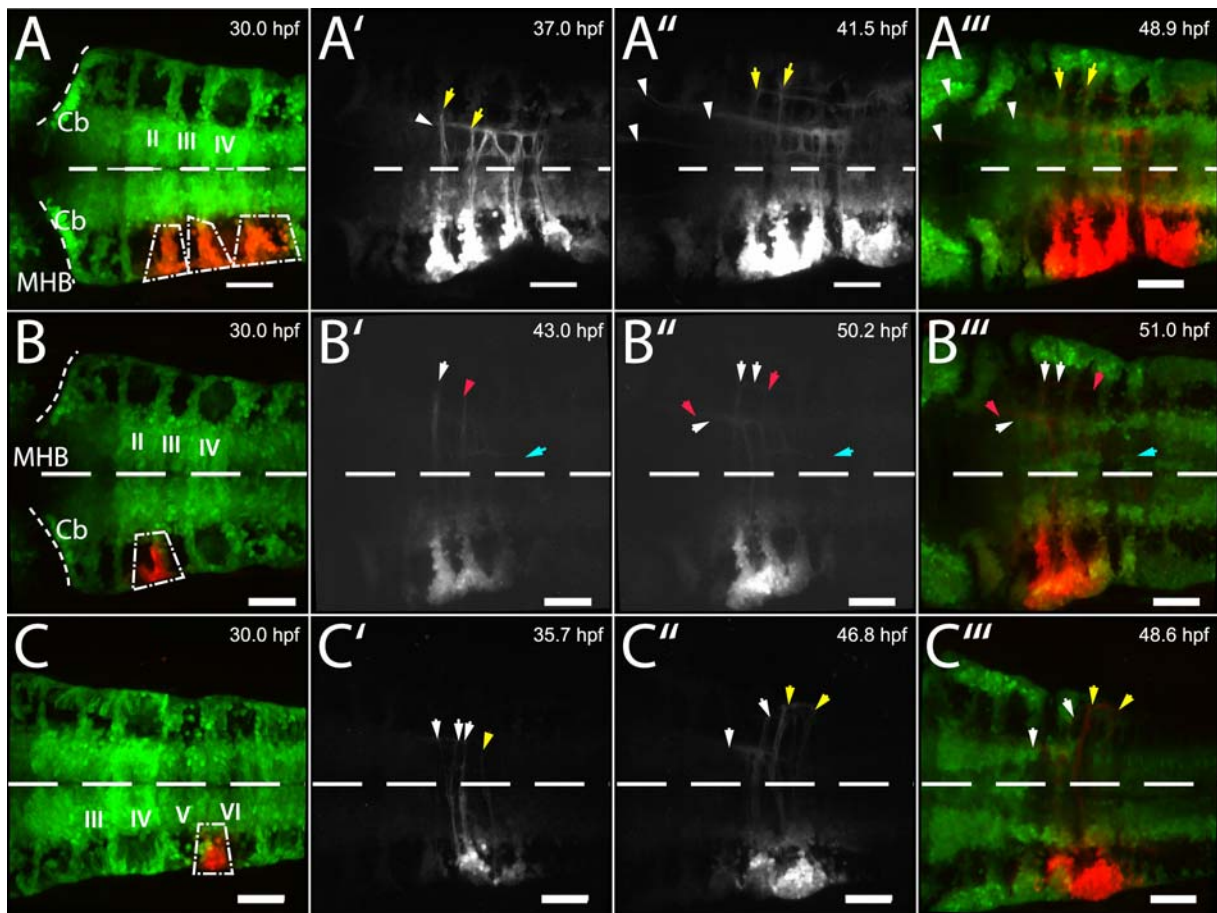 A 30.0 hpf
Cb
II III IV
Cb
MHB
A′ 37.0 hpf
A″ 41.5 hpf
A‴ 48.9 hpf
B 30.0 hpf
II III IV
MHB
Cb
B′ 43.0 hpf
B″ 50.2 hpf
B‴ 51.0 hpf
C 30.0 hpf
III IV V VI
C′ 35.7 hpf
C″ 46.8 hpf
C‴ 48.6 hpf